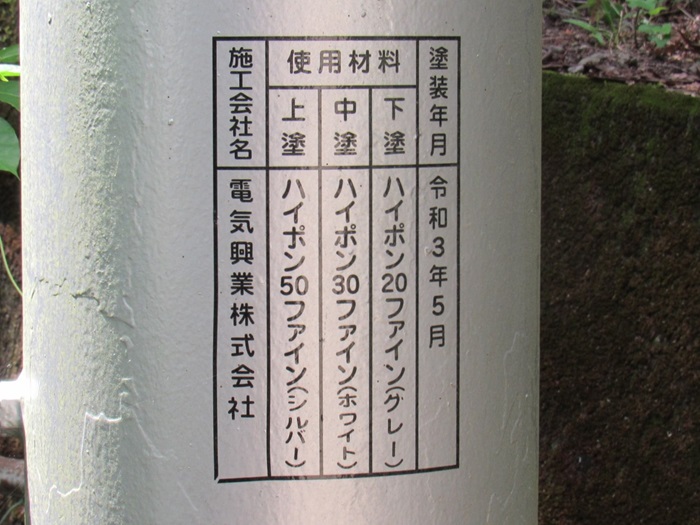 塗装年月
令和3年5月
使用材料
下塗
ハイポン20ファイン(グレー)
中塗
ハイポン30ファイン(ホワイト)
上塗
ハイポン50ファイン(シルバー)
施工会社名
電気興業株式会社